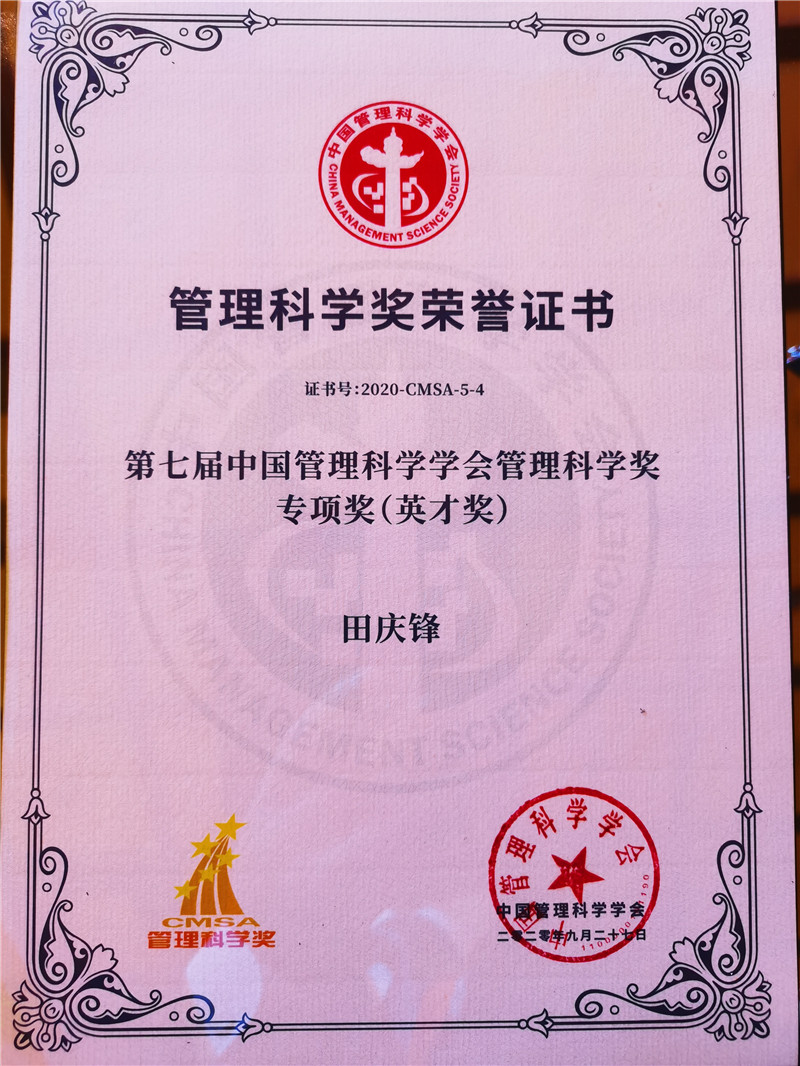 中国管理科学学会
CHINA MANAGEMENT SCIENCE SOCIETY
管理科学奖荣誉证书
证书号:2020-CMSA-5-4
第七届中国管理科学学会管理科学奖
专项奖(英才奖)
田庆锋
CMSA
管理科学奖
中国管理科学学会
中国管理科学学会
二零二零年九月二十七日